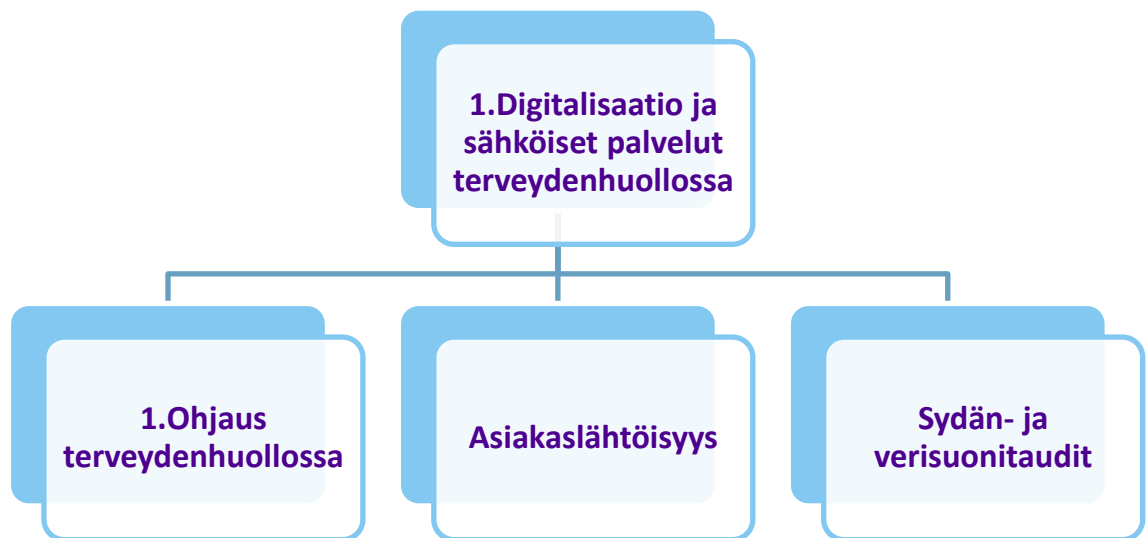 1.Digitalisaatio ja
sähköiset palvelut
terveydenhuollossa
1.Ohjaus
terveydenhuollossa
Asiakaslähtöisyys
Sydän- ja
verisuonitaudit